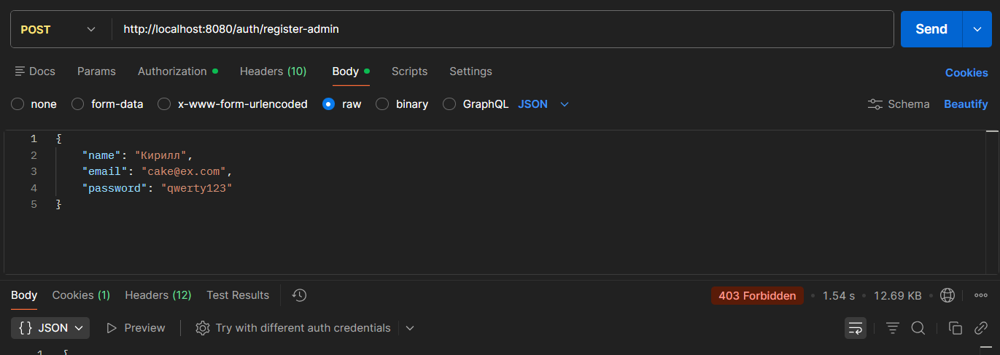 POST http://localhost:8080/auth/register-admin Send
Docs Params Authorization Headers (10) Body Scripts Settings Cookies
none form-data x-www-form-urlencoded raw binary GraphQL JSON Schema Beautify
1 {
2 "name": "Кирилл",
3 "email": "cake@ex.com",
4 "password": "qwerty123"
5 }
Body Cookies (1) Headers (12) Test Results 403 Forbidden • 1.54 s • 12.69 KB •
{} JSON Preview Try with different auth credentials
1 {